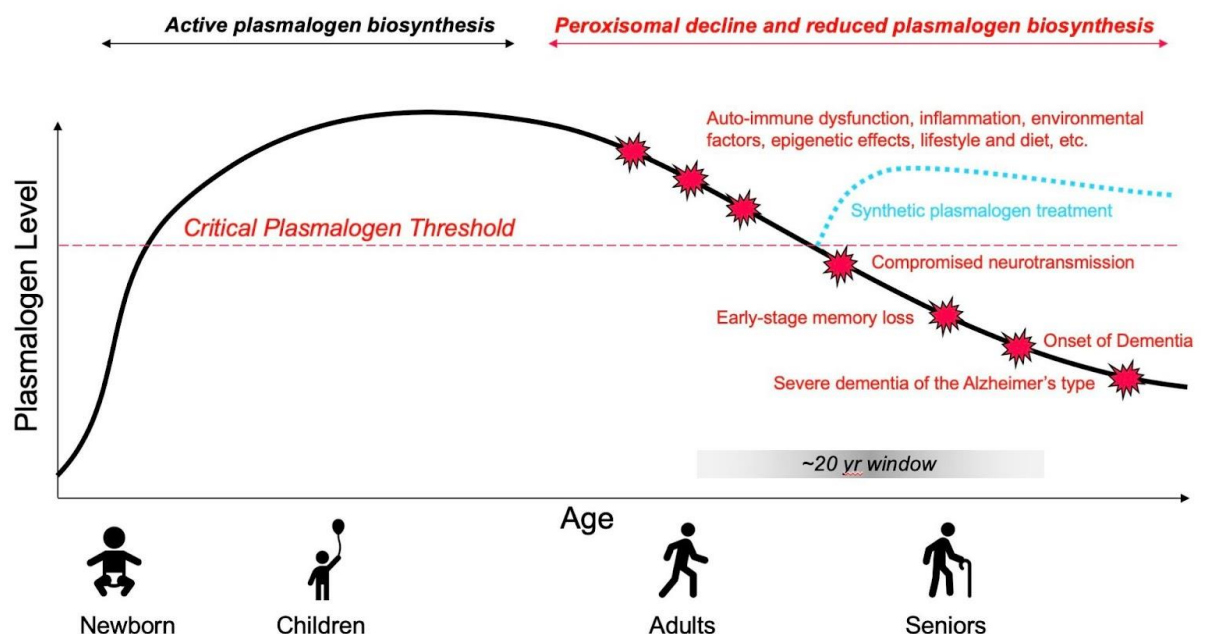 Active plasmalogen biosynthesis
Peroxisomal decline and reduced plasmalogen biosynthesis
Auto-immune dysfunction, inflammation, environmental
factors, epigenetic effects, lifestyle and diet, etc.
Plasmalogen Level
Critical Plasmalogen Threshold
Synthetic plasmalogen treatment
Compromised neurotransmission
Early-stage memory loss
Onset of Dementia
Severe dementia of the Alzheimer's type
~20 yr window
Age
Newborn
Children
Adults
Seniors